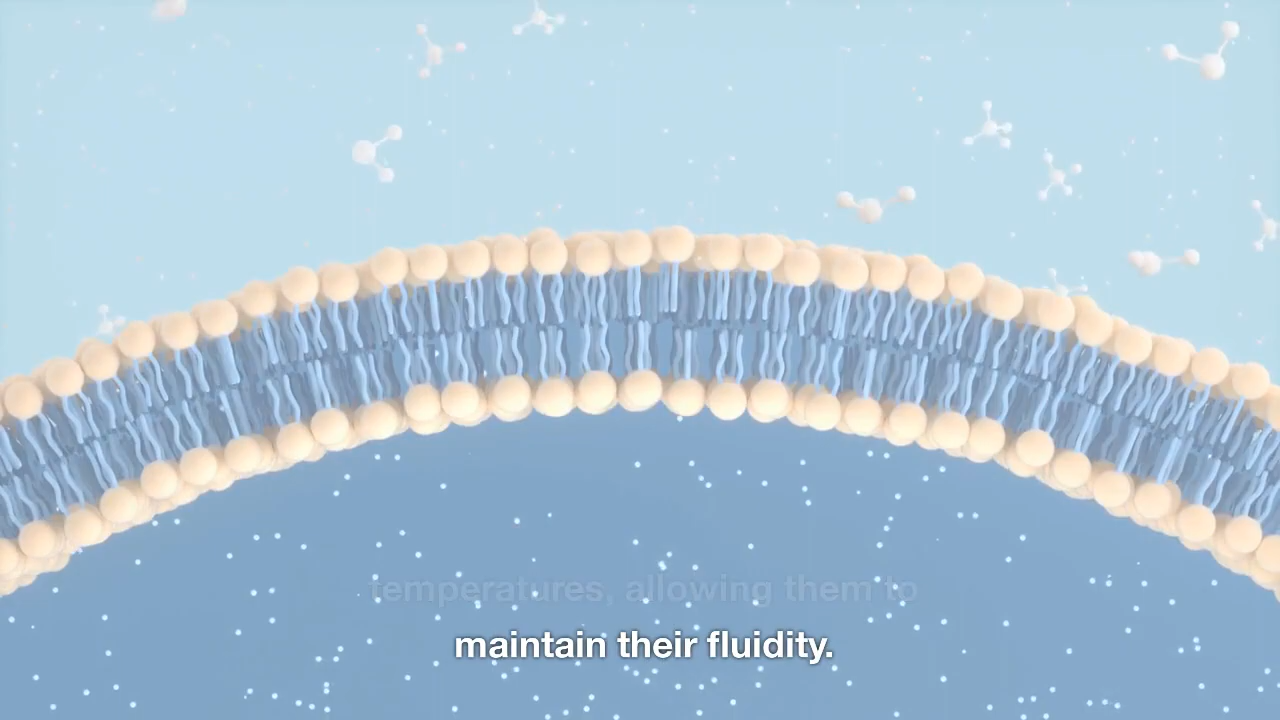 temperatures, allowing them to
maintain their fluidity.